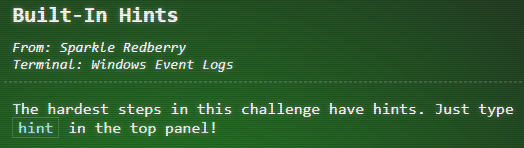 Built-In Hints
From: Sparkle Redberry
Terminal: Windows Event Logs
The hardest steps in this challenge have hints. Just type
hint in the top panel!